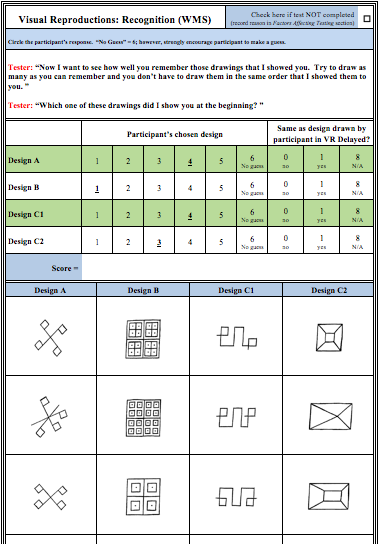 Visual Reproductions: Recognition (WMS)
Check here if test NOT completed
(record reason in Factors Affecting Testing section)
Circle the participant's response. "No Guess" = 6; however, strongly encourage participant to make a guess.
Tester: "Now I want to see how well you remember those drawings that I showed you. Try to draw as
many as you can remember and you don't have to draw them in the same order that I showed them to
you. "
Tester: "Which one of these drawings did I show you at the beginning? "
Participant's chosen design
Same as design drawn by
participant in VR Delayed?
Design A 1 2 3 4 5 6 0 1 8
No guess no yes N/A
Design B 1 2 3 4 5 6 0 1 8
No guess no yes N/A
Design C1 1 2 3 4 5 6 0 1 8
No guess no yes N/A
Design C2 1 2 3 4 5 6 0 1 8
No guess no yes N/A
Score =
Design A Design B Design C1 Design C2